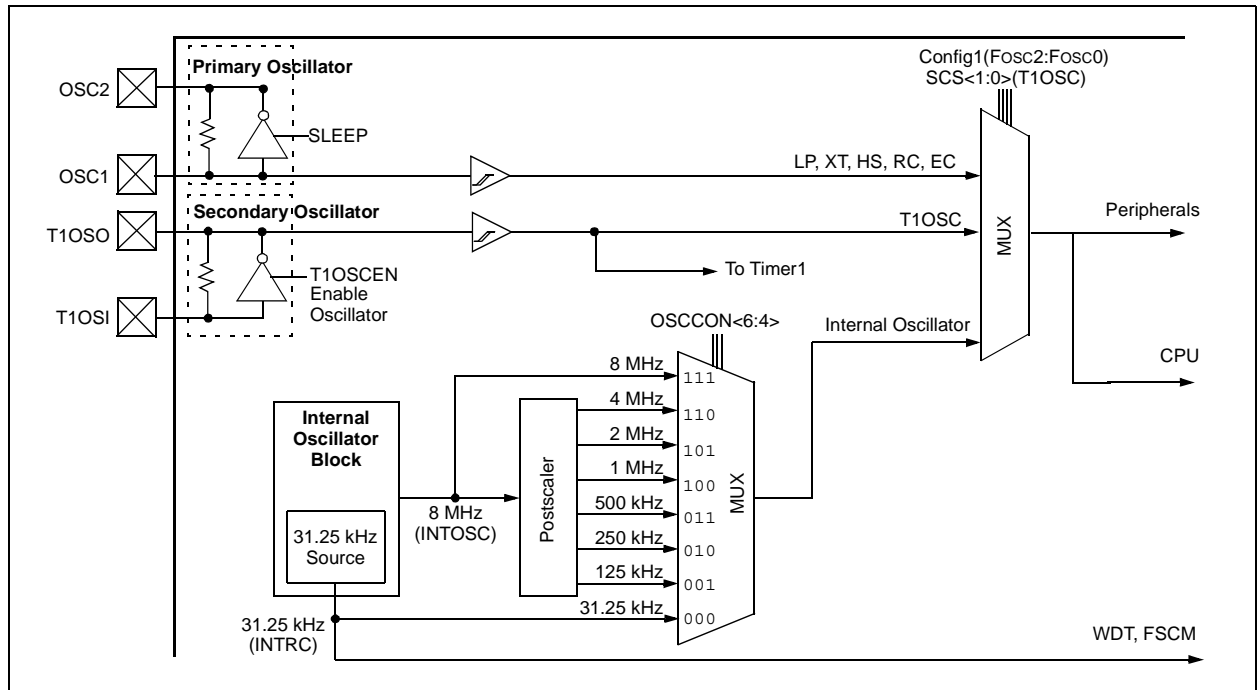 Config1(FOSC2:FOSC0)
SCS<1:0>(T1OSC)
Primary Oscillator
OSC2
SLEEP
OSC1
LP, XT, HS, RC, EC
Secondary Oscillator
T1OSO
T1OSC
Peripherals
MUX
To Timer1
T1OSCEN
Enable
Oscillator
T1OSI
OSCCON<6:4>
Internal Oscillator
CPU
8 MHz
111
4 MHz
110
Internal
Oscillator
Block
2 MHz
101
1 MHz
100
Postscaler
MUX
8 MHz
(INTOSC)
500 kHz
011
31.25 kHz
Source
250 kHz
010
125 kHz
001
31.25 kHz
000
31.25 kHz
(INTRC)
WDT, FSCM